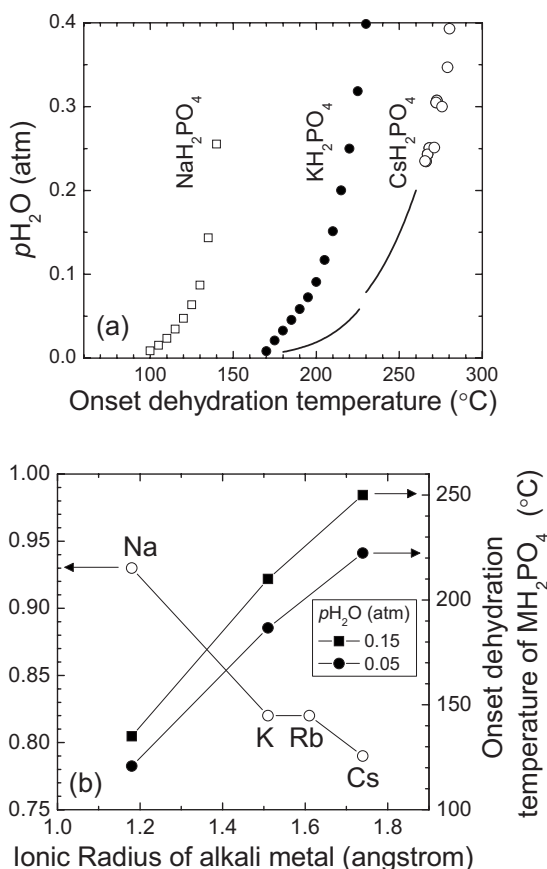 0.4
0.3
0.2
0.1
0.0
pH₂O (atm)
NaH₂PO₄
KH₂PO₄
CsH₂PO₄
(a)
100 150 200 250 300
Onset dehydration temperature (°C)
1.00
0.95
0.90
0.85
0.80
0.75
Na
K
Rb
Cs
pH₂O (atm)
0.15
0.05
(b)
250
200
150
100
Onset dehydration
temperature of MH₂PO₄ (°C)
1.0 1.2 1.4 1.6 1.8
Ionic Radius of alkali metal (angstrom)